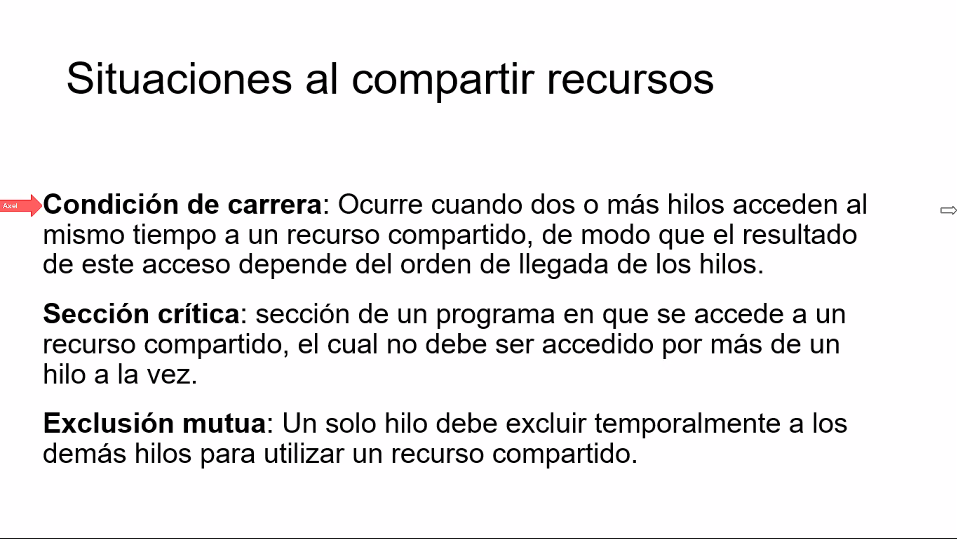 Situaciones al compartir recursos
Axel
Condición de carrera: Ocurre cuando dos o más hilos acceden al
mismo tiempo a un recurso compartido, de modo que el resultado
de este acceso depende del orden de llegada de los hilos.
Sección crítica: sección de un programa en que se accede a un
recurso compartido, el cual no debe ser accedido por más de un
hilo a la vez.
Exclusión mutua: Un solo hilo debe excluir temporalmente a los
demás hilos para utilizar un recurso compartido.